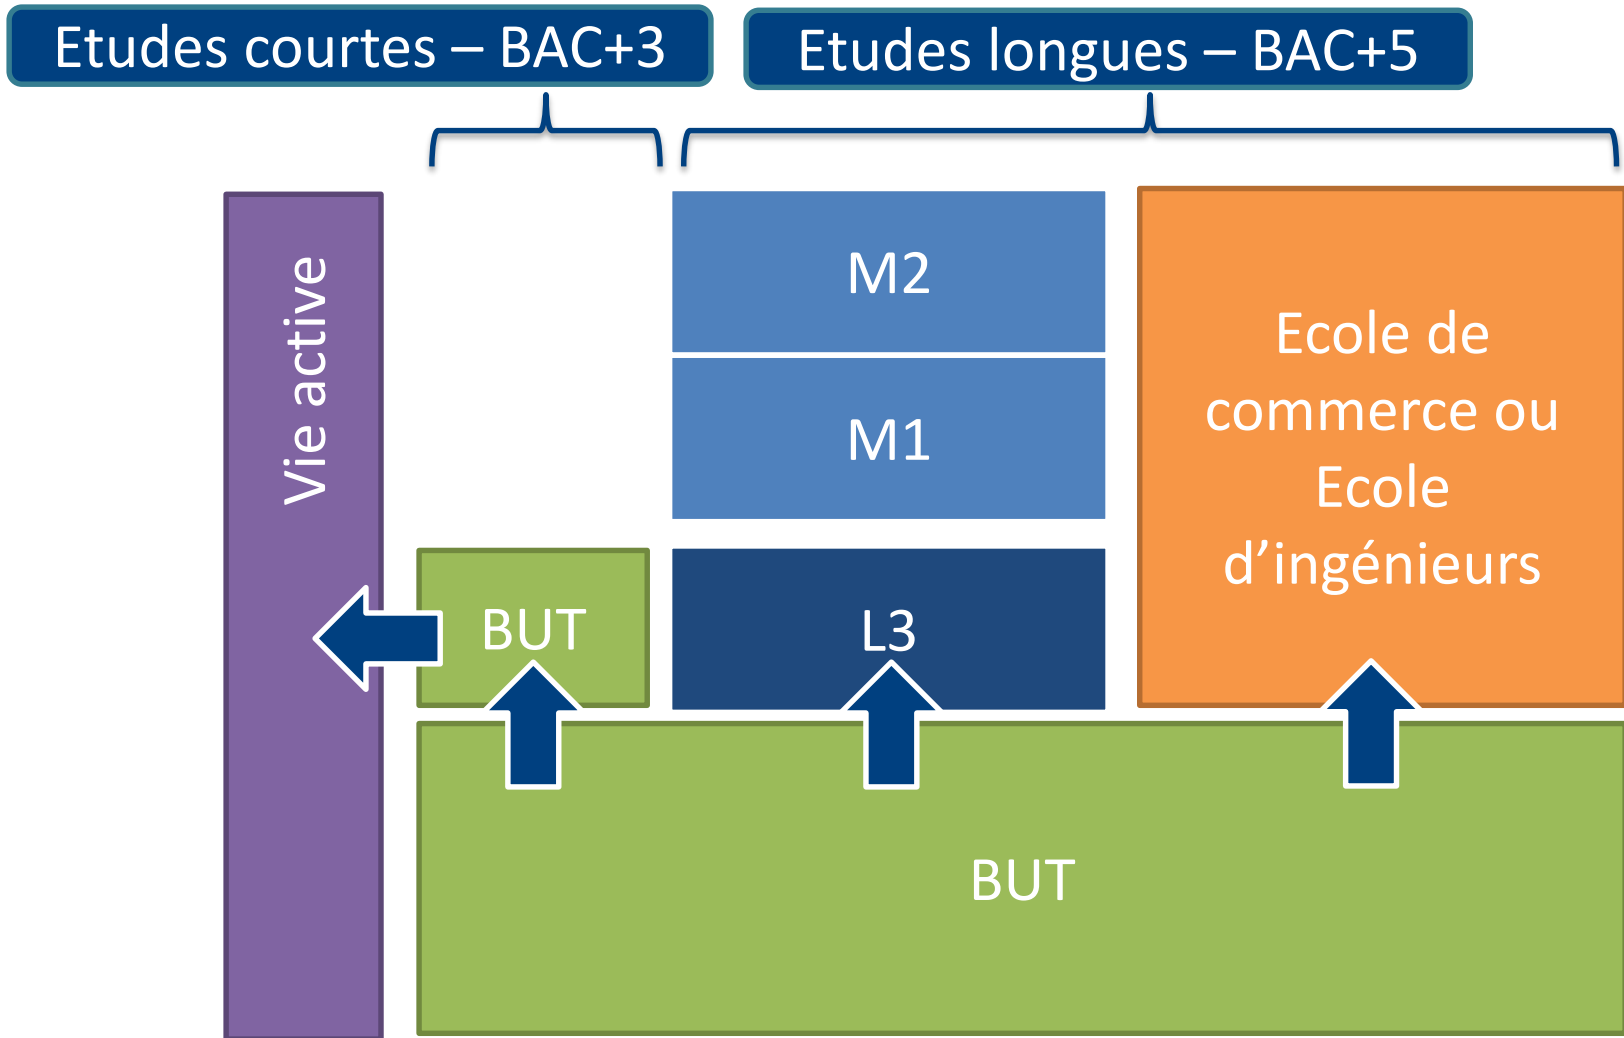 Etudes courtes – BAC+3
Etudes longues – BAC+5
Vie active
M2
M1
Ecole de
commerce ou
Ecole
d’ingénieurs
BUT
L3
BUT